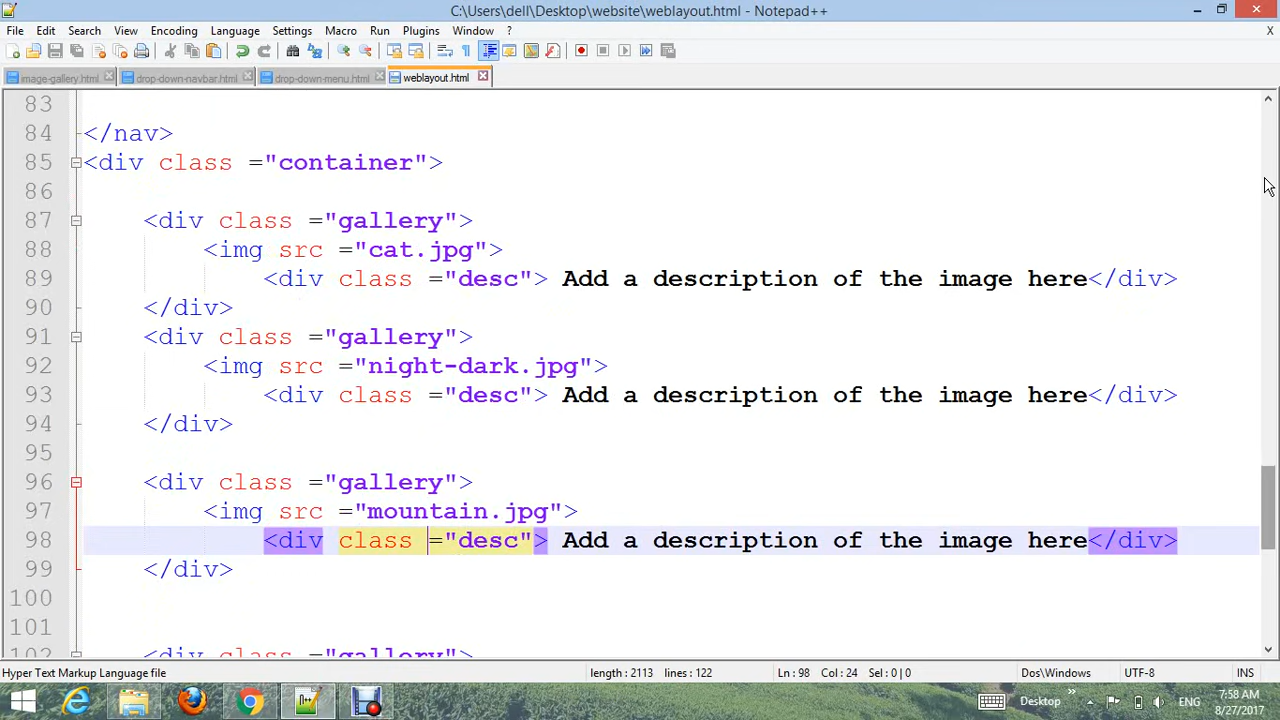 C:\Users\dell\Desktop\website\weblayout.html - Notepad++
File Edit Search View Encoding Language Settings Macro Run Plugins Window ? X
image-gallery.html drop-down-navbar.html drop-down-menu.html weblayout.html
83
84 </nav>
85 <div class ="container">
86
87 <div class ="gallery">
88 <img src ="cat.jpg">
89 <div class ="desc"> Add a description of the image here</div>
90 </div>
91 <div class ="gallery">
92 <img src ="night-dark.jpg">
93 <div class ="desc"> Add a description of the image here</div>
94 </div>
95
96 <div class ="gallery">
97 <img src ="mountain.jpg">
98 <div class ="desc"> Add a description of the image here</div>
99 </div>
100
101
102 <div class ="gallery">
Hyper Text Markup Language file length : 2113 lines : 122 Ln : 98 Col : 24 Sel : 0 | 0 Dos\Windows UTF-8 INS
Desktop ENG 7:58 AM
8/27/2017